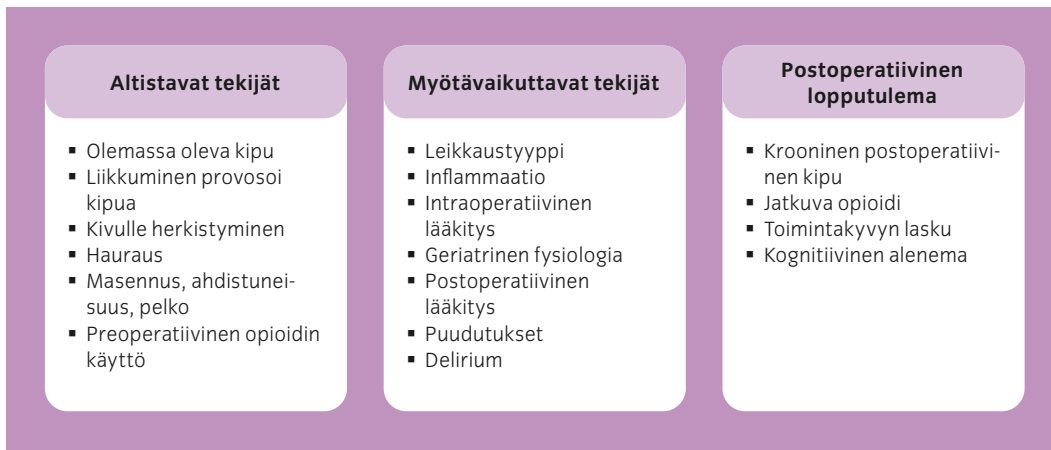 Altistavat tekijät
▪ Olemassa oleva kipu
▪ Liikkuminen provosoi
kipua
▪ Kivulle herkistyminen
▪ Hauraus
▪ Masennus, ahdistunei-
suus, pelko
▪ Preoperatiivinen opioidin
käyttö
Myötävaikuttavat tekijät
▪ Leikkaustyyppi
▪ Inflammaatio
▪ Intraoperatiivinen
lääkitys
▪ Geriatrinen fysiologia
▪ Postoperatiivinen
lääkitys
▪ Puudutukset
▪ Delirium
Postoperatiivinen
lopputulema
▪ Krooninen postoperatiivi-
nen kipu
▪ Jatkuva opioidi
▪ Toimintakyvyn lasku
▪ Kognitiivinen alenema